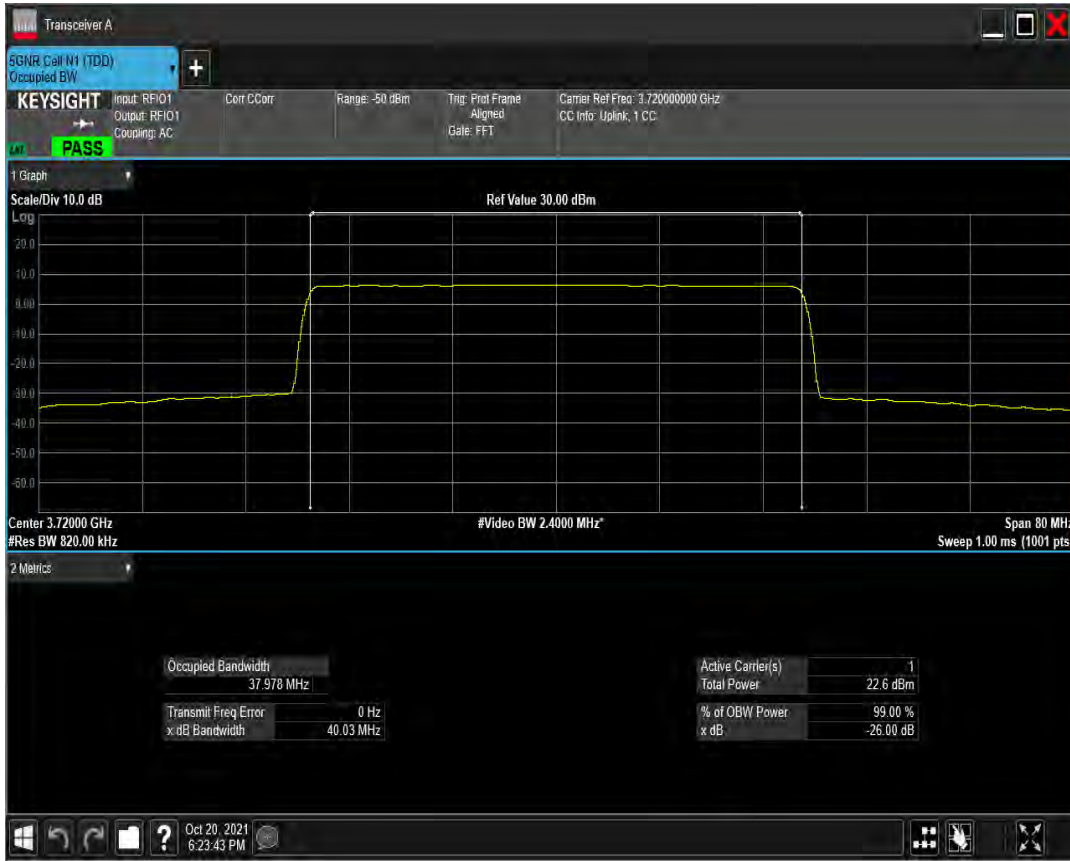 Transceiver A
5GNR Cell N1 (TDD)
Occupied BW
+
KEYSIGHT
Input: RFIO1
Output: RFIO1
Coupling: AC
Corr CCorr
Range: -50 dBm
Trig: Prot Frame
Aligned
Gate: FFT
Carrier Ref Freq: 3.720000000 GHz
CC Info: Uplink, 1 CC
PASS
1 Graph
Scale/Div 10.0 dB
Ref Value 30.00 dBm
Log
20.0
10.0
0.00
-10.0
-20.0
-30.0
-40.0
-50.0
-60.0
Center 3.72000 GHz
#Video BW 2.4000 MHz*
Span 80 MHz
#Res BW 820.00 kHz
Sweep 1.00 ms (1001 pts
2 Metrics
Occupied Bandwidth
37.978 MHz
Transmit Freq Error 0 Hz
x dB Bandwidth 40.03 MHz
Active Carrier(s) 1
Total Power 22.6 dBm
% of OBW Power 99.00 %
x dB -26.00 dB
?
Oct 20, 2021
6:23:43 PM